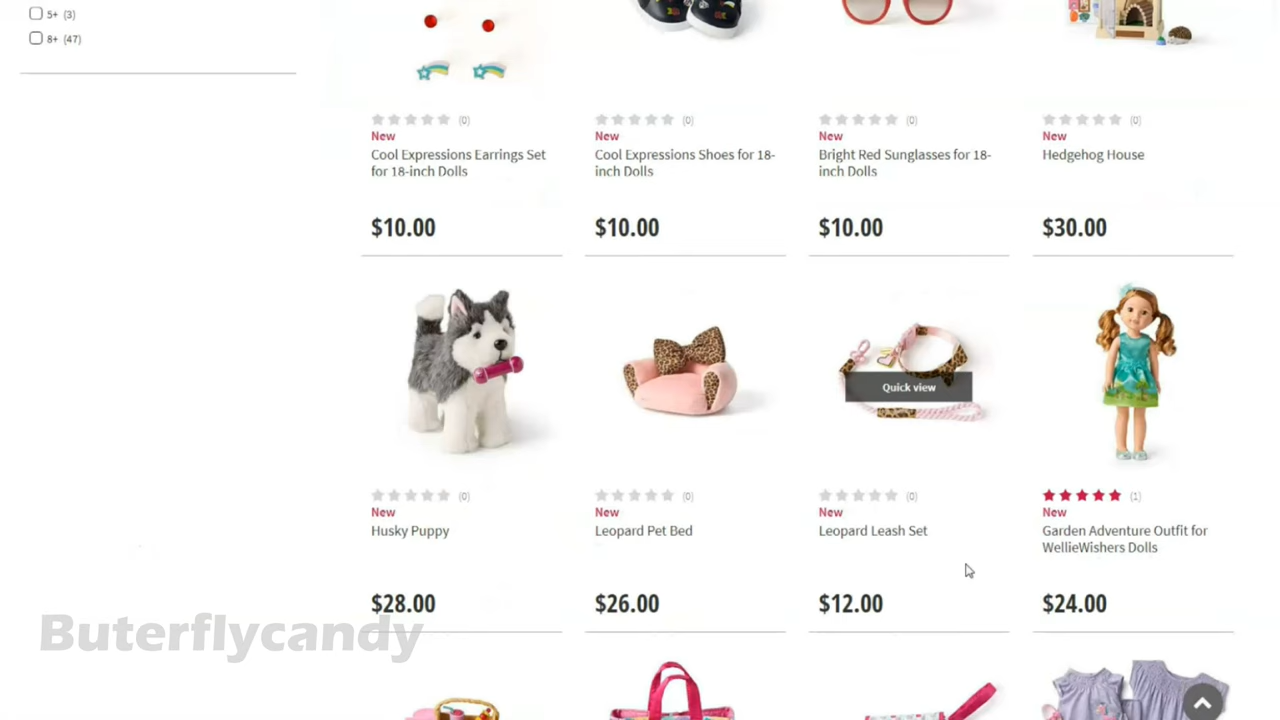 5+ (3)
8+ (47)
(0)
New
Cool Expressions Earrings Set
for 18-inch Dolls
$10.00
(0)
New
Cool Expressions Shoes for 18-
inch Dolls
$10.00
(0)
New
Bright Red Sunglasses for 18-
inch Dolls
$10.00
(0)
New
Hedgehog House
$30.00
(0)
New
Husky Puppy
$28.00
(0)
New
Leopard Pet Bed
$26.00
Quick view
(0)
New
Leopard Leash Set
$12.00
(1)
New
Garden Adventure Outfit for
WellieWishers Dolls
$24.00
Buterflycandy